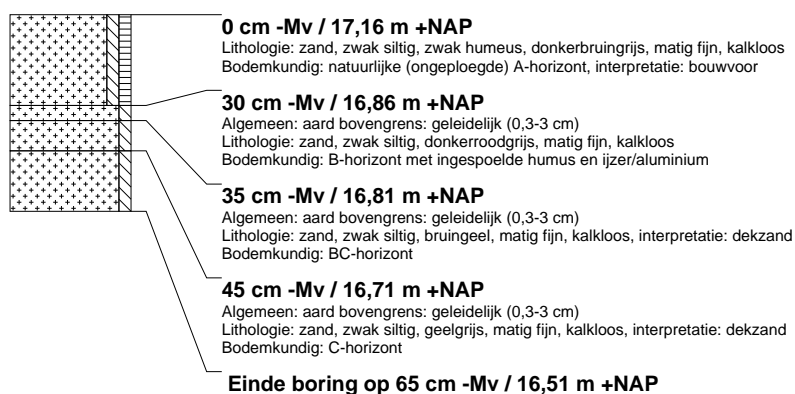 0 cm -Mv / 17,16 m +NAP
Lithologie: zand, zwak siltig, zwak humeus, donkerbruingrijs, matig fijn, kalkloos
Bodemkundig: natuurlijke (ongeploegde) A-horizont, interpretatie: bouwvoor
30 cm -Mv / 16,86 m +NAP
Algemeen: aard bovengrens: geleidelijk (0,3-3 cm)
Lithologie: zand, zwak siltig, donkerroodgrijs, matig fijn, kalkloos
Bodemkundig: B-horizont met ingespoelde humus en ijzer/aluminium
35 cm -Mv / 16,81 m +NAP
Algemeen: aard bovengrens: geleidelijk (0,3-3 cm)
Lithologie: zand, zwak siltig, bruingeel, matig fijn, kalkloos, interpretatie: dekzand
Bodemkundig: BC-horizont
45 cm -Mv / 16,71 m +NAP
Algemeen: aard bovengrens: geleidelijk (0,3-3 cm)
Lithologie: zand, zwak siltig, geelgrijs, matig fijn, kalkloos, interpretatie: dekzand
Bodemkundig: C-horizont
Einde boring op 65 cm -Mv / 16,51 m +NAP